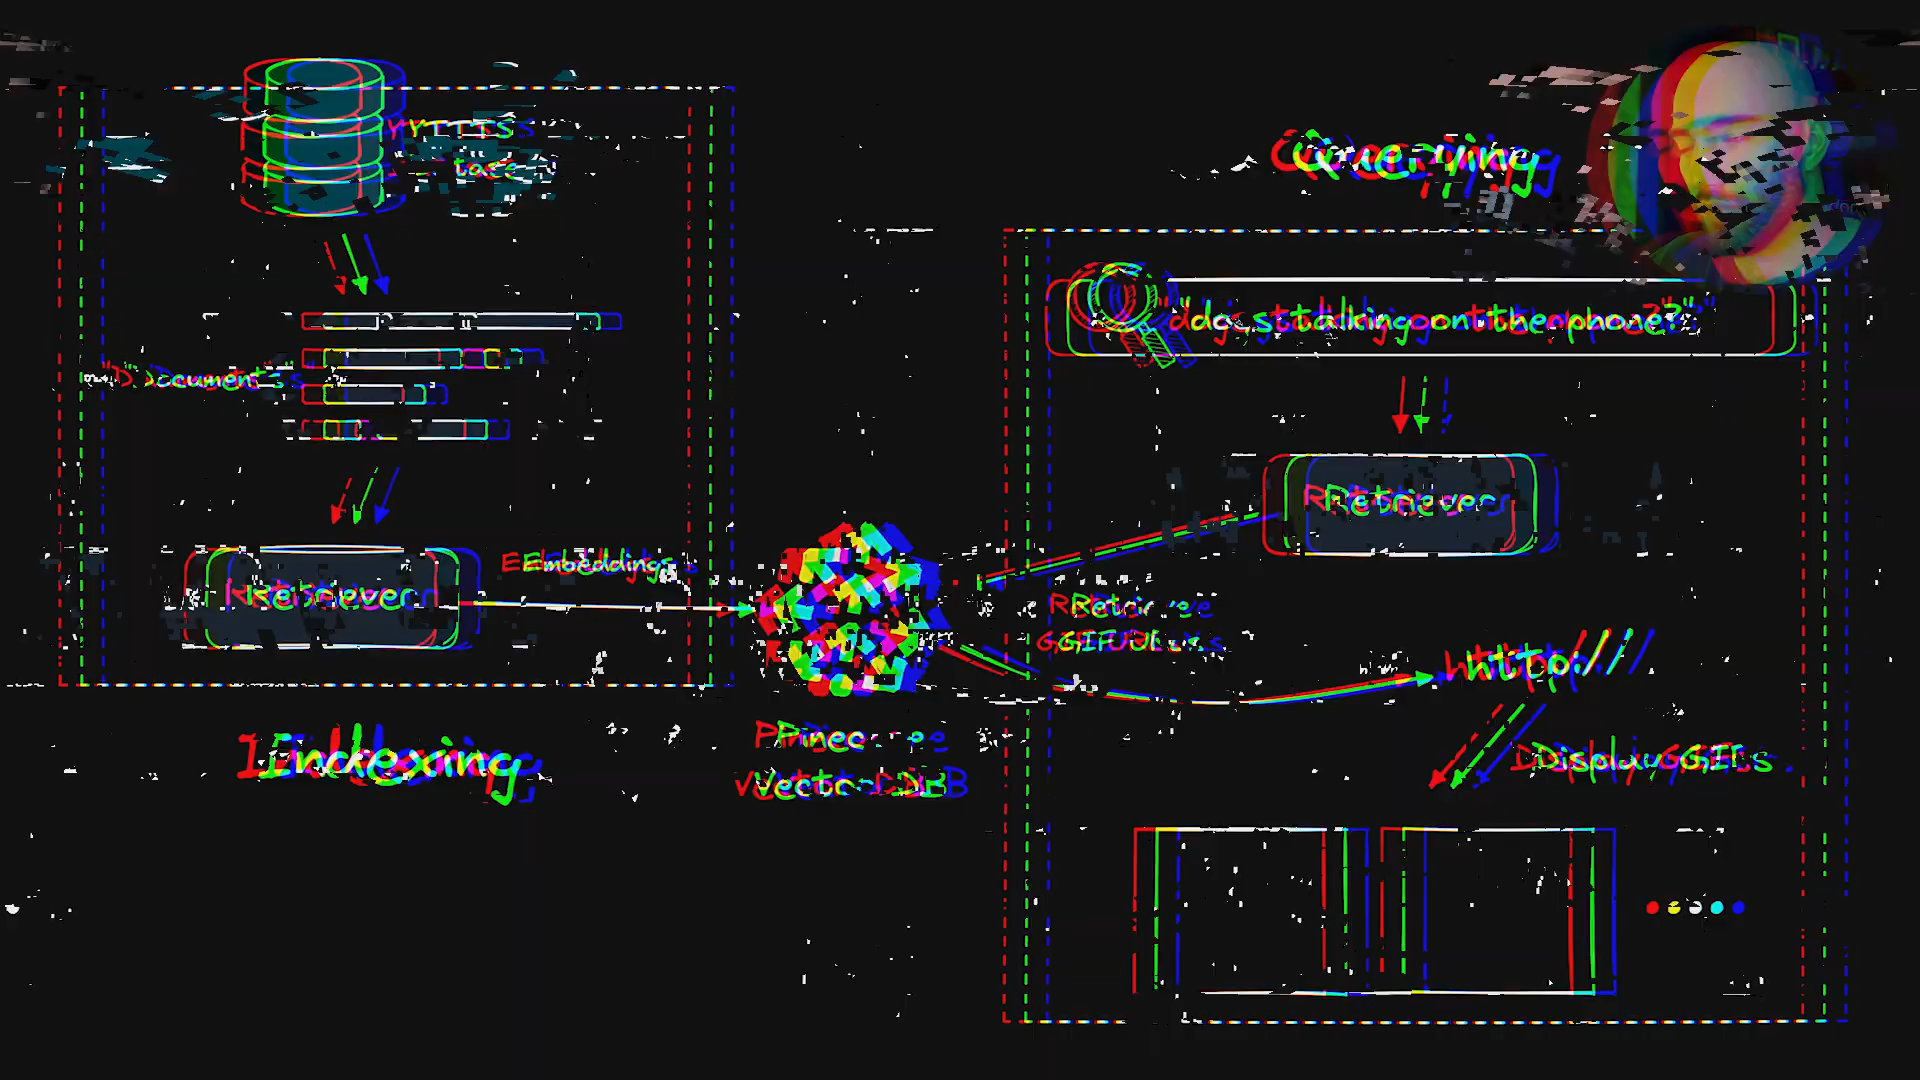 "Documents"
Retriever
Embeddings
Indexing
Pinecone
Vector DB
Querying
"dogs talking on the phone?"
Retriever
Retrieve
GIF URLs
http://
Display GIFs